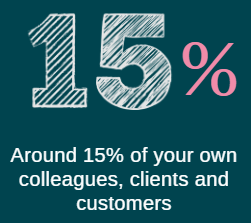 15%
Around 15% of your own
colleagues, clients and
customers